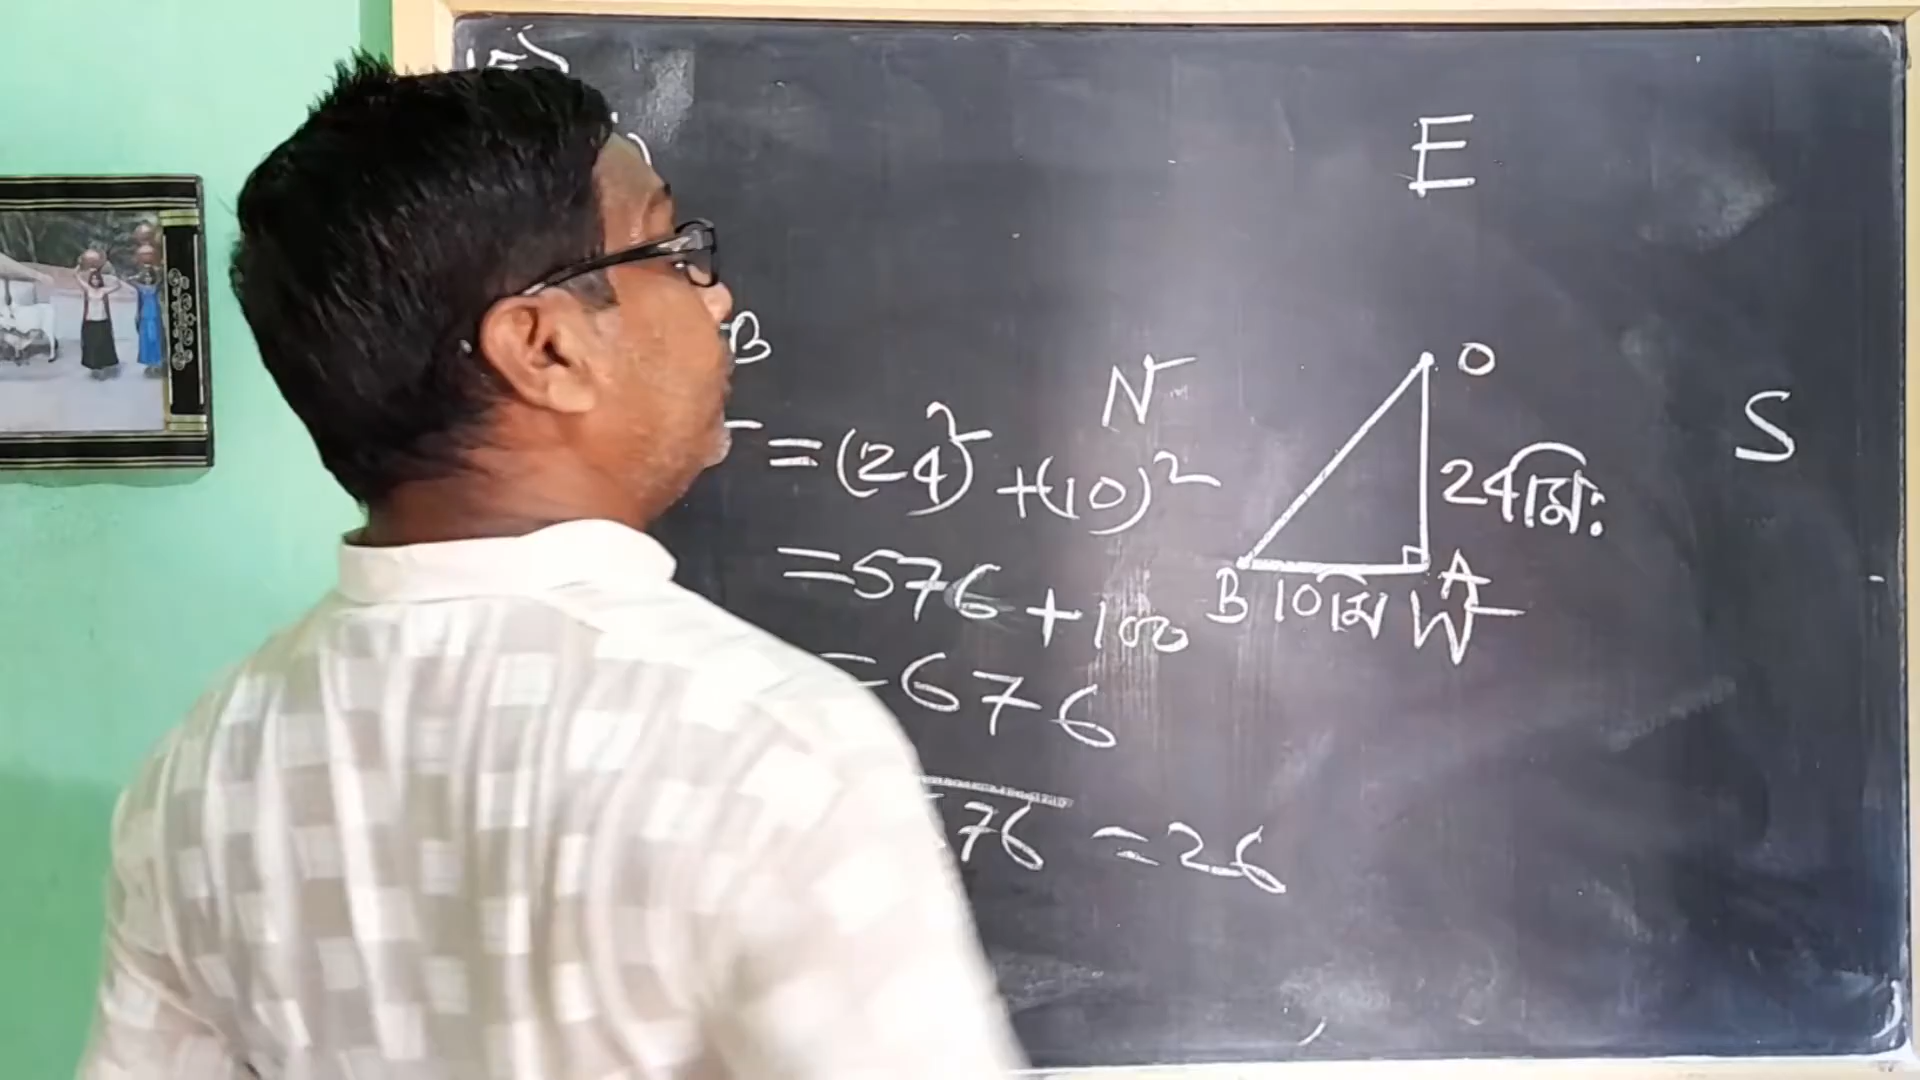 E
B
N
O
S
= (24)² + (10)²
24মি:
= 576 + 100
B 10মি A
W
= 676
76 = 26